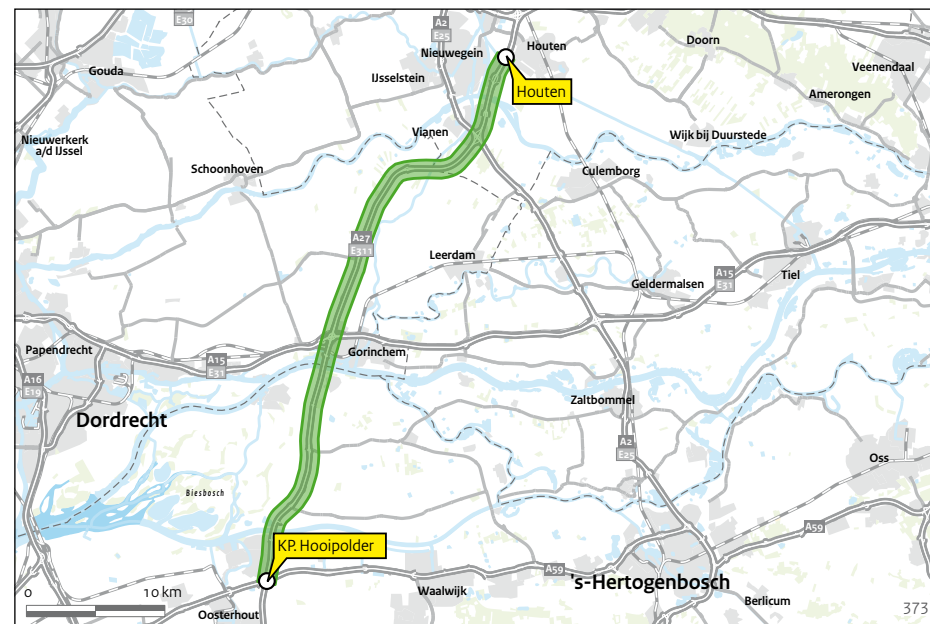 E30
A2
E25
Nieuwegein
Houten
Doorn
Gouda
IJsselstein
Veenendaal
Houten
Amerongen
Nieuwerkerk
a/d IJssel
Vianen
Wijk bij Duurstede
Schoonhoven
Culemborg
A27
E311
Leerdam
A15
E31
Tiel
Geldermalsen
Papendrecht
A15
E31
Gorinchem
A16
E19
Zaltbommel
Dordrecht
A2
E25
Oss
Biesbosch
A59
KP. Hooipolder
A59
's-Hertogenbosch
0
10 km
Waalwijk
Berlicum
Oosterhout
373